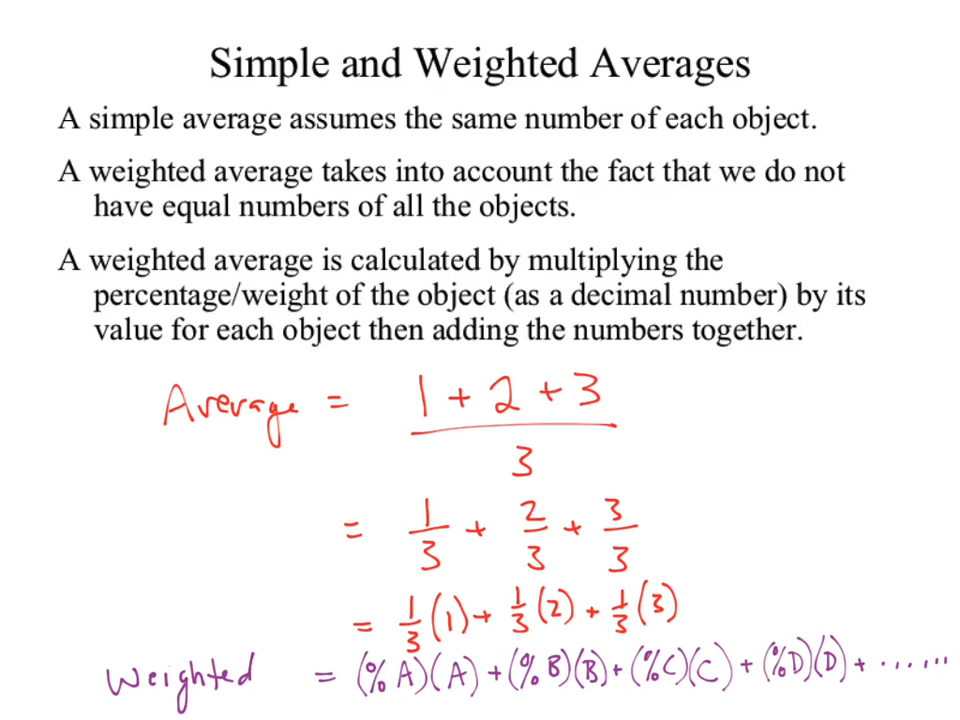 Simple and Weighted Averages
A simple average assumes the same number of each object.
A weighted average takes into account the fact that we do not
have equal numbers of all the objects.
A weighted average is calculated by multiplying the
percentage/weight of the object (as a decimal number) by its
value for each object then adding the numbers together.
Average = 1 + 2 + 3
3
= 1/3 + 2/3 + 3/3
= 1/3 (1) + 1/3 (2) + 1/3 (3)
Weighted = (% A)(A) + (% B)(B) + (%C)(C) + (%D)(D) + ......